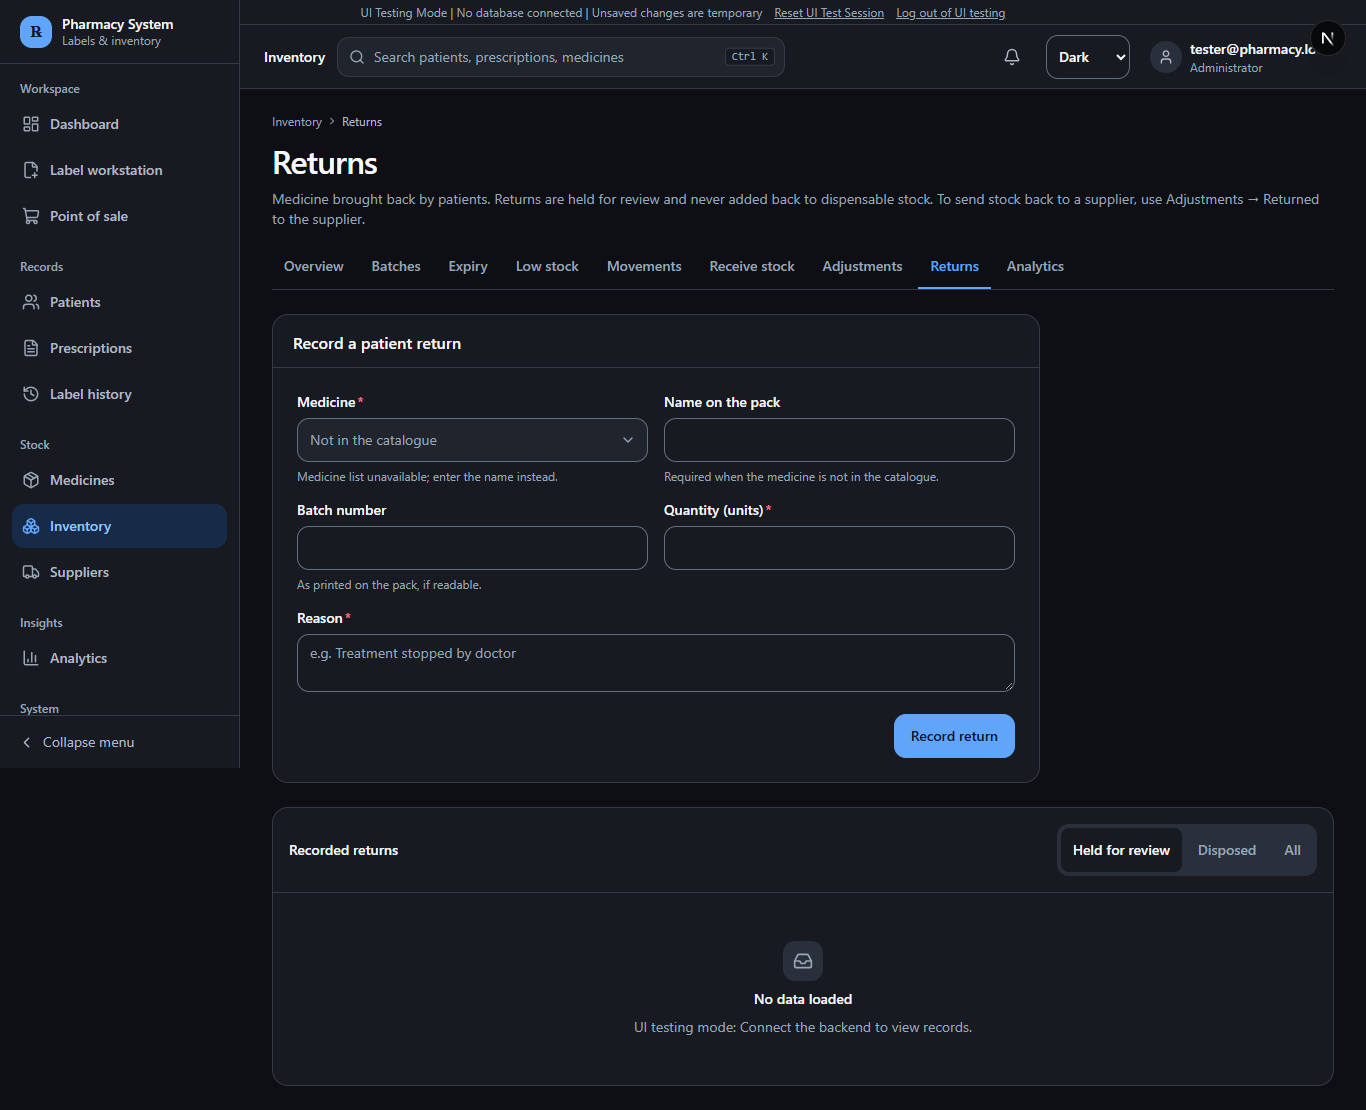 UI Testing Mode | No database connected | Unsaved changes are temporary Reset UI Test Session Log out of UI testing
R
Pharmacy System
Labels & inventory
Inventory
Search patients, prescriptions, medicines
Ctrl K
Dark
tester@pharmacy.lo
Administrator
N
Workspace
Dashboard
Label workstation
Point of sale
Records
Patients
Prescriptions
Label history
Stock
Medicines
Inventory
Suppliers
Insights
Analytics
System
Collapse menu
Inventory > Returns
Returns
Medicine brought back by patients. Returns are held for review and never added back to dispensable stock. To send stock back to a supplier, use Adjustments → Returned
to the supplier.
Overview Batches Expiry Low stock Movements Receive stock Adjustments Returns Analytics
Record a patient return
Medicine *
Not in the catalogue
Medicine list unavailable; enter the name instead.
Name on the pack
Required when the medicine is not in the catalogue.
Batch number
As printed on the pack, if readable.
Quantity (units) *
Reason *
e.g. Treatment stopped by doctor
Record return
Recorded returns
Held for review Disposed All
No data loaded
UI testing mode: Connect the backend to view records.